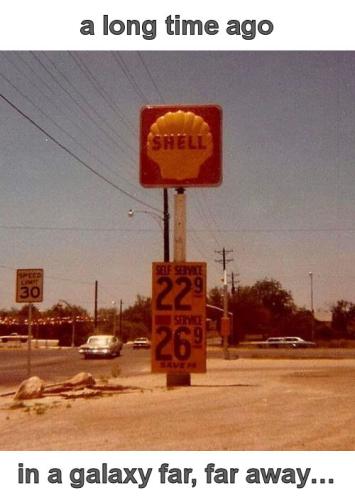 a long time ago
SHELL
SPEED
LIMIT
30
SELF SERVICE
22 9
SERVICE
26 9
SAVE 4¢
in a galaxy far, far away...